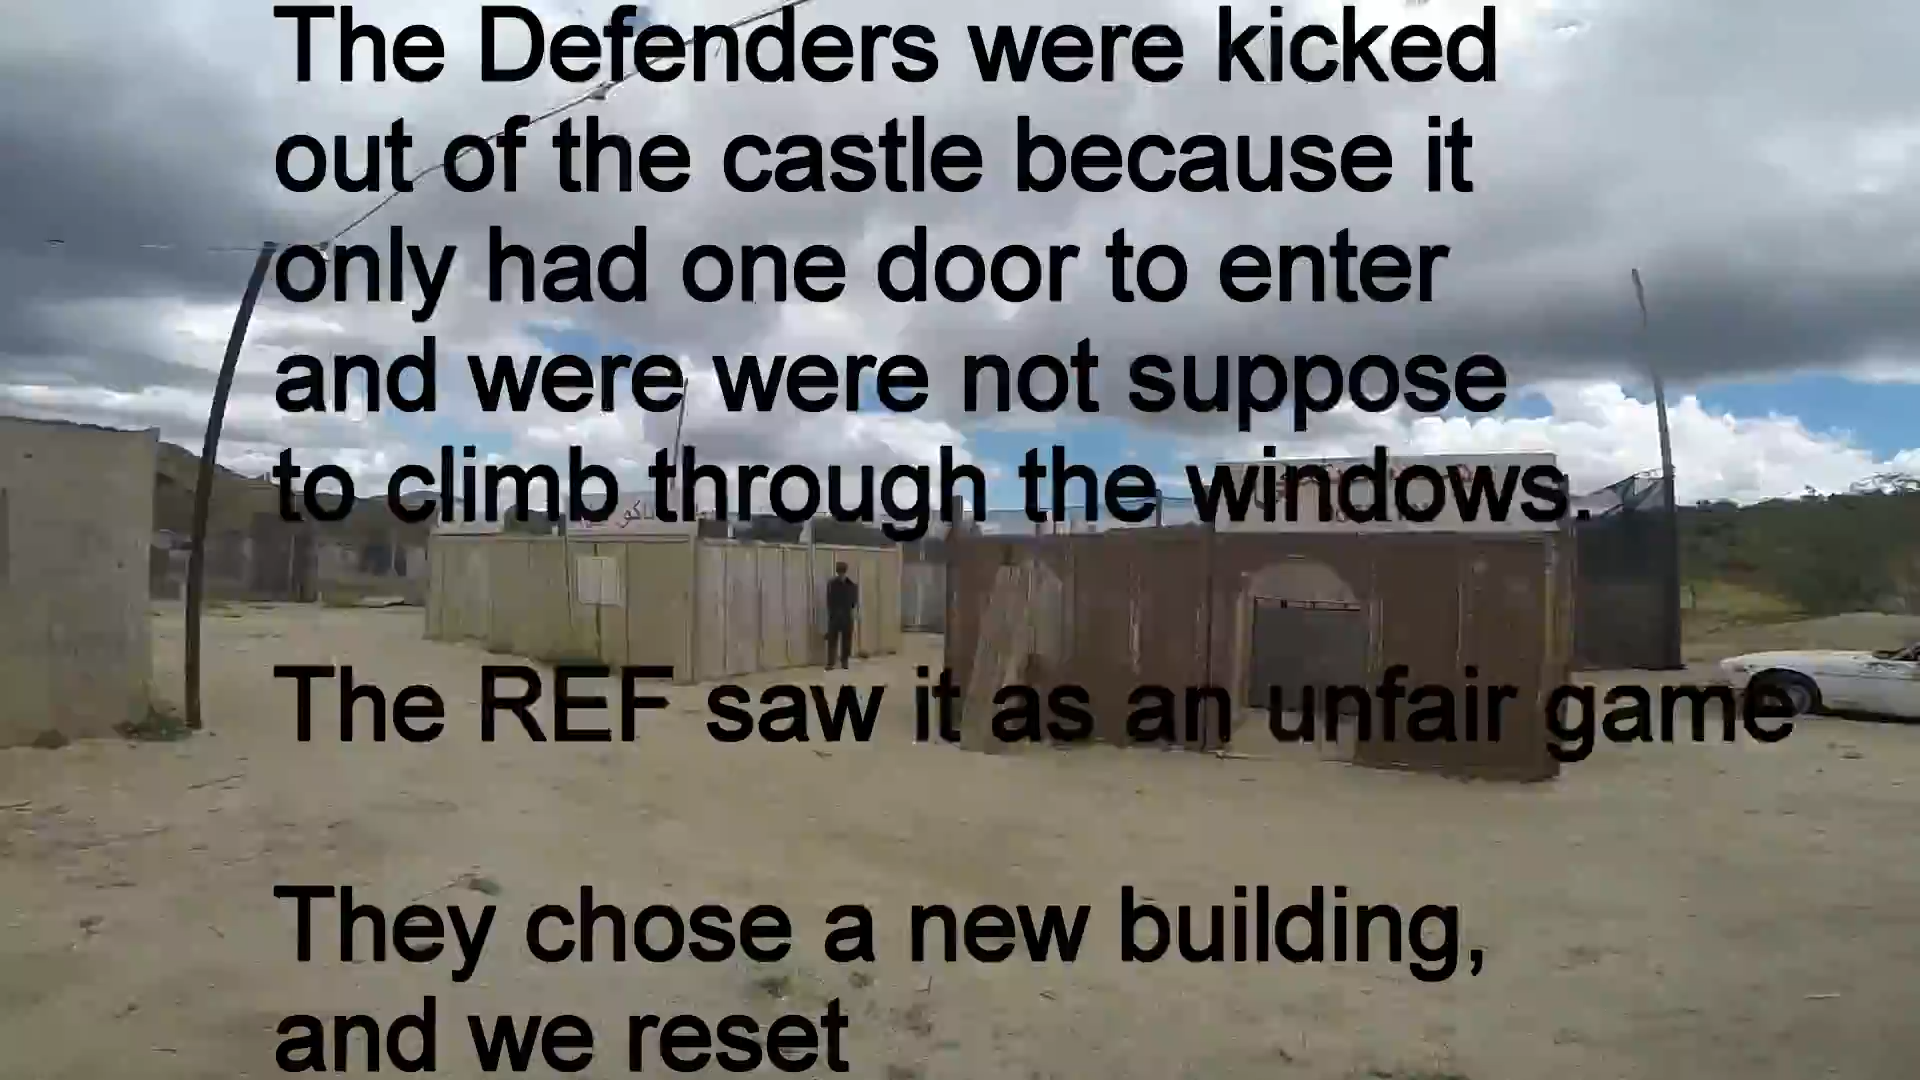 The Defenders were kicked
out of the castle because it
only had one door to enter
and were were not suppose
to climb through the windows.
The REF saw it as an unfair game
They chose a new building,
and we reset